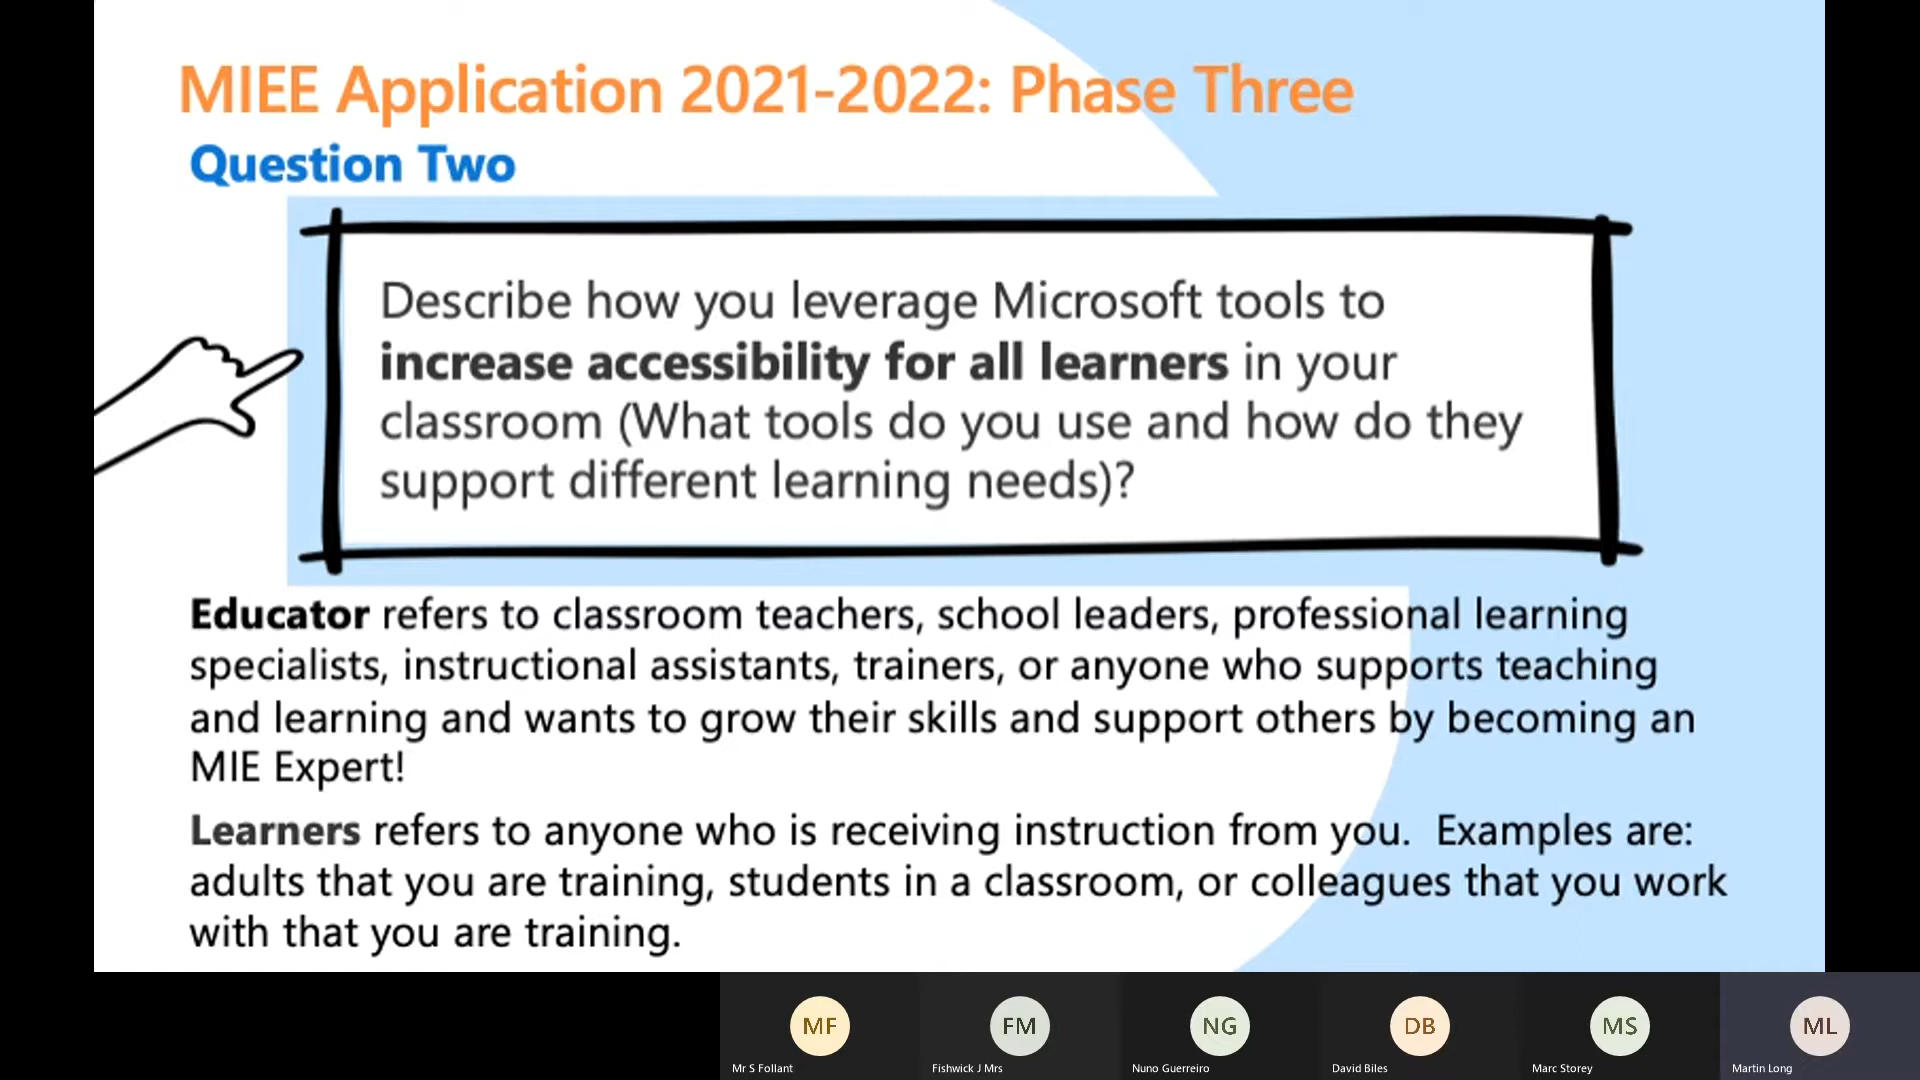 MIEE Application 2021-2022: Phase Three
Question Two
Describe how you leverage Microsoft tools to
increase accessibility for all learners in your
classroom (What tools do you use and how do they
support different learning needs)?
Educator refers to classroom teachers, school leaders, professional learning
specialists, instructional assistants, trainers, or anyone who supports teaching
and learning and wants to grow their skills and support others by becoming an
MIE Expert!
Learners refers to anyone who is receiving instruction from you.  Examples are:
adults that you are training, students in a classroom, or colleagues that you work
with that you are training.
MF FM NG DB MS ML
Mr S Follant Fishwick J Mrs Nuno Guerreiro David Biles Marc Storey Martin Long